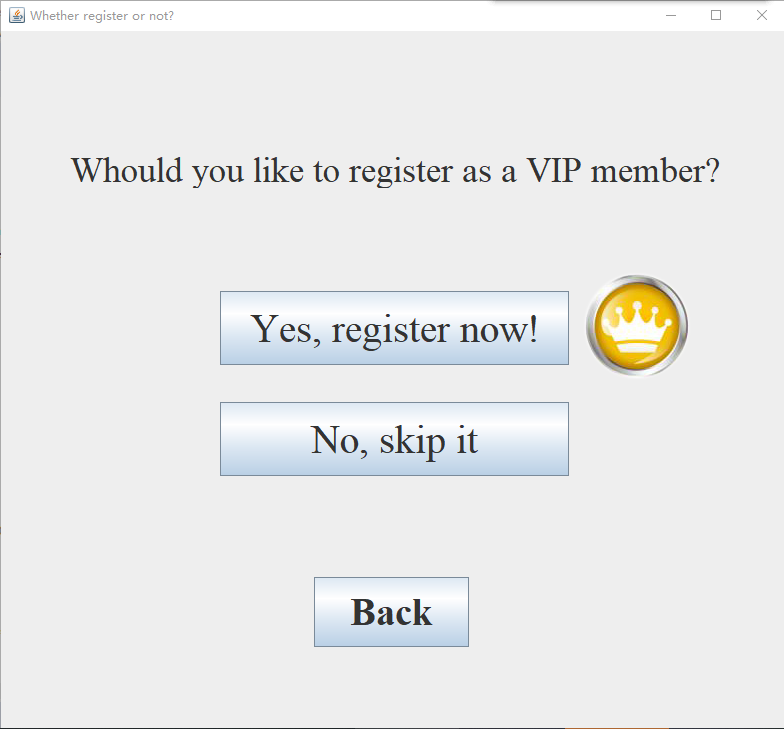 Whether register or not?
Whould you like to register as a VIP member?
Yes, register now!
No, skip it
Back